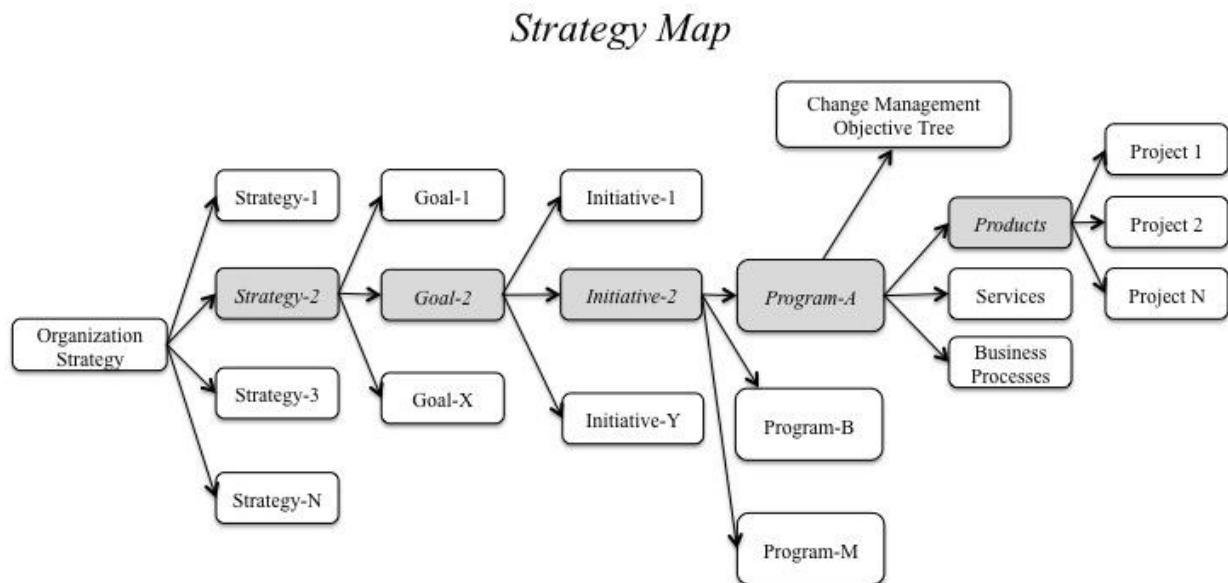 Strategy Map
Change Management
Objective Tree
Project 1
Strategy-1
Goal-1
Initiative-1
Products
Project 2
Strategy-2
Goal-2
Initiative-2
Program-A
Services
Project N
Organization
Strategy
Business
Processes
Strategy-3
Goal-X
Initiative-Y
Program-B
Strategy-N
Program-M